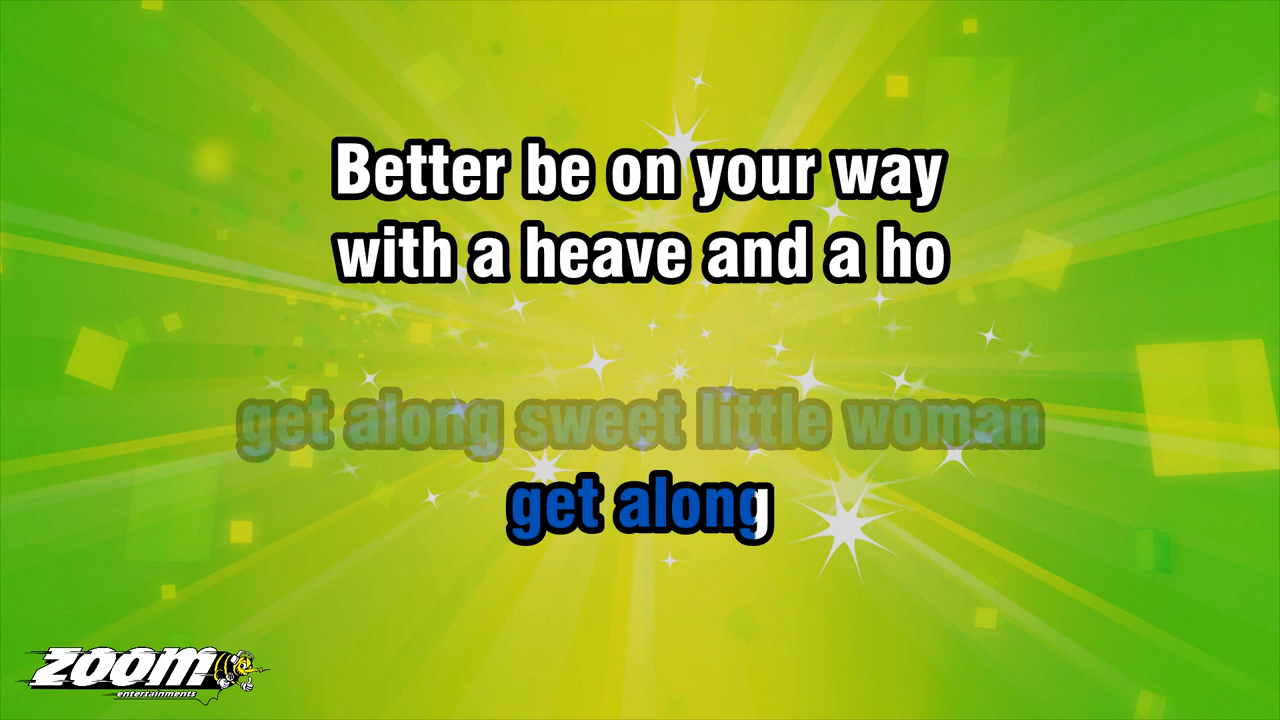 Better be on your way
with a heave and a ho
get along sweet little woman
get along
zoom
entertainments